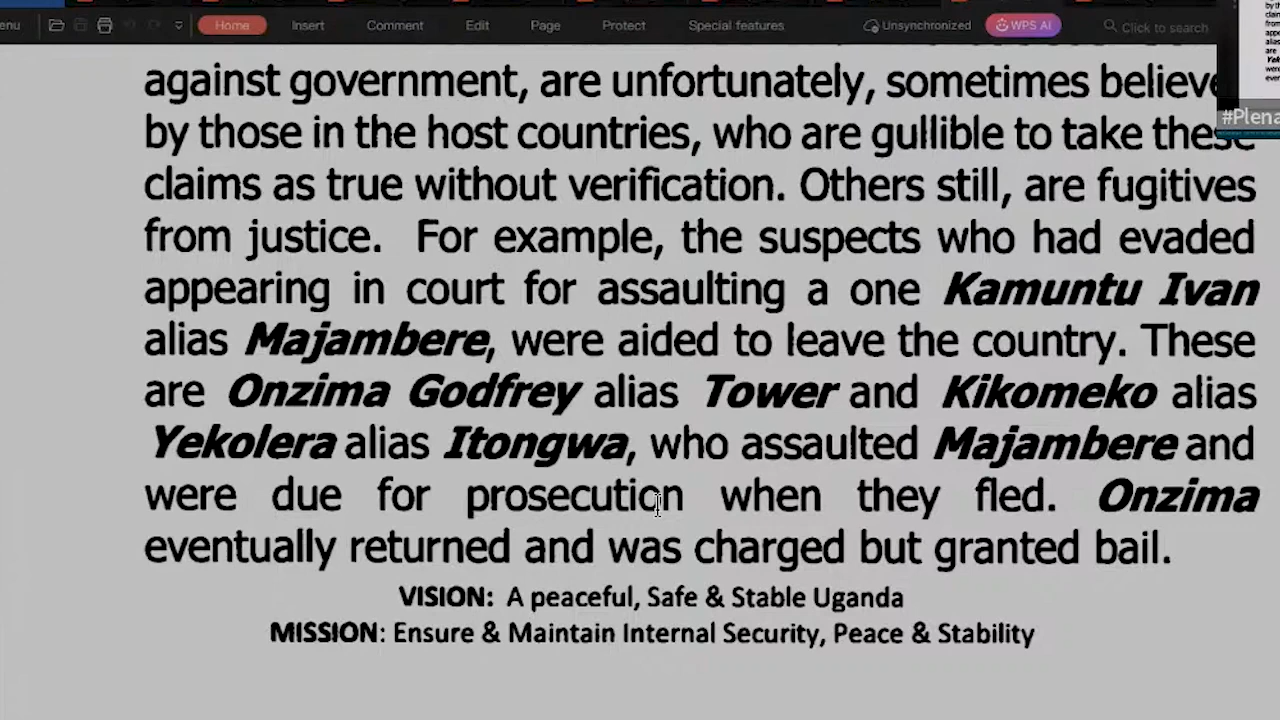 enu Home Insert Comment Edit Page Protect Special features Unsynchronized WPS AI Click to search
against government, are unfortunately, sometimes believe
#Plena
by those in the host countries, who are gullible to take these
claims as true without verification. Others still, are fugitives
from justice. For example, the suspects who had evaded
appearing in court for assaulting a one Kamuntu Ivan
alias Majambere, were aided to leave the country. These
are Onzima Godfrey alias Tower and Kikomeko alias
Yekolera alias Itongwa, who assaulted Majambere and
were due for prosecution when they fled. Onzima
eventually returned and was charged but granted bail.
VISION: A peaceful, Safe & Stable Uganda
MISSION: Ensure & Maintain Internal Security, Peace & Stability